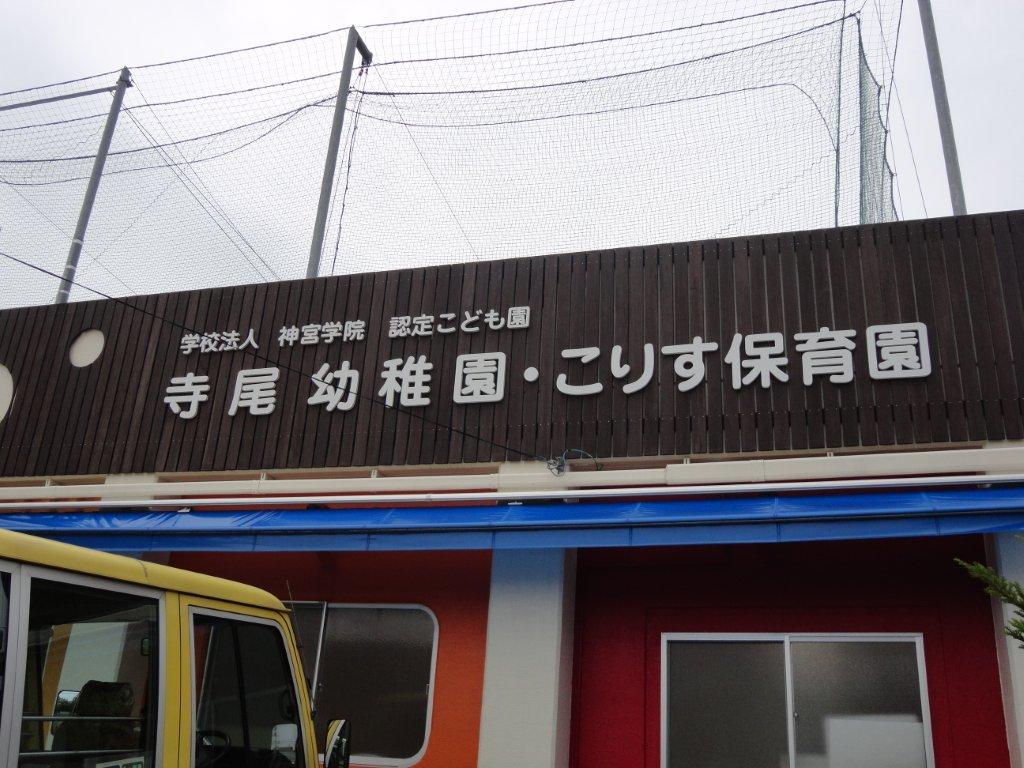 学校法人 神宮学院 認定こども園
寺尾 幼稚園・こりす保育園